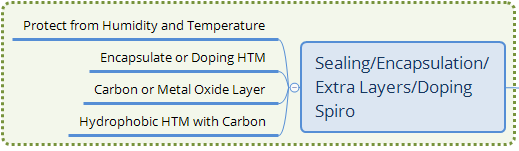 Protect from Humidity and Temperature
Encapsulate or Doping HTM
Carbon or Metal Oxide Layer
Hydrophobic HTM with Carbon
Sealing/Encapsulation/
Extra Layers/Doping
Spiro